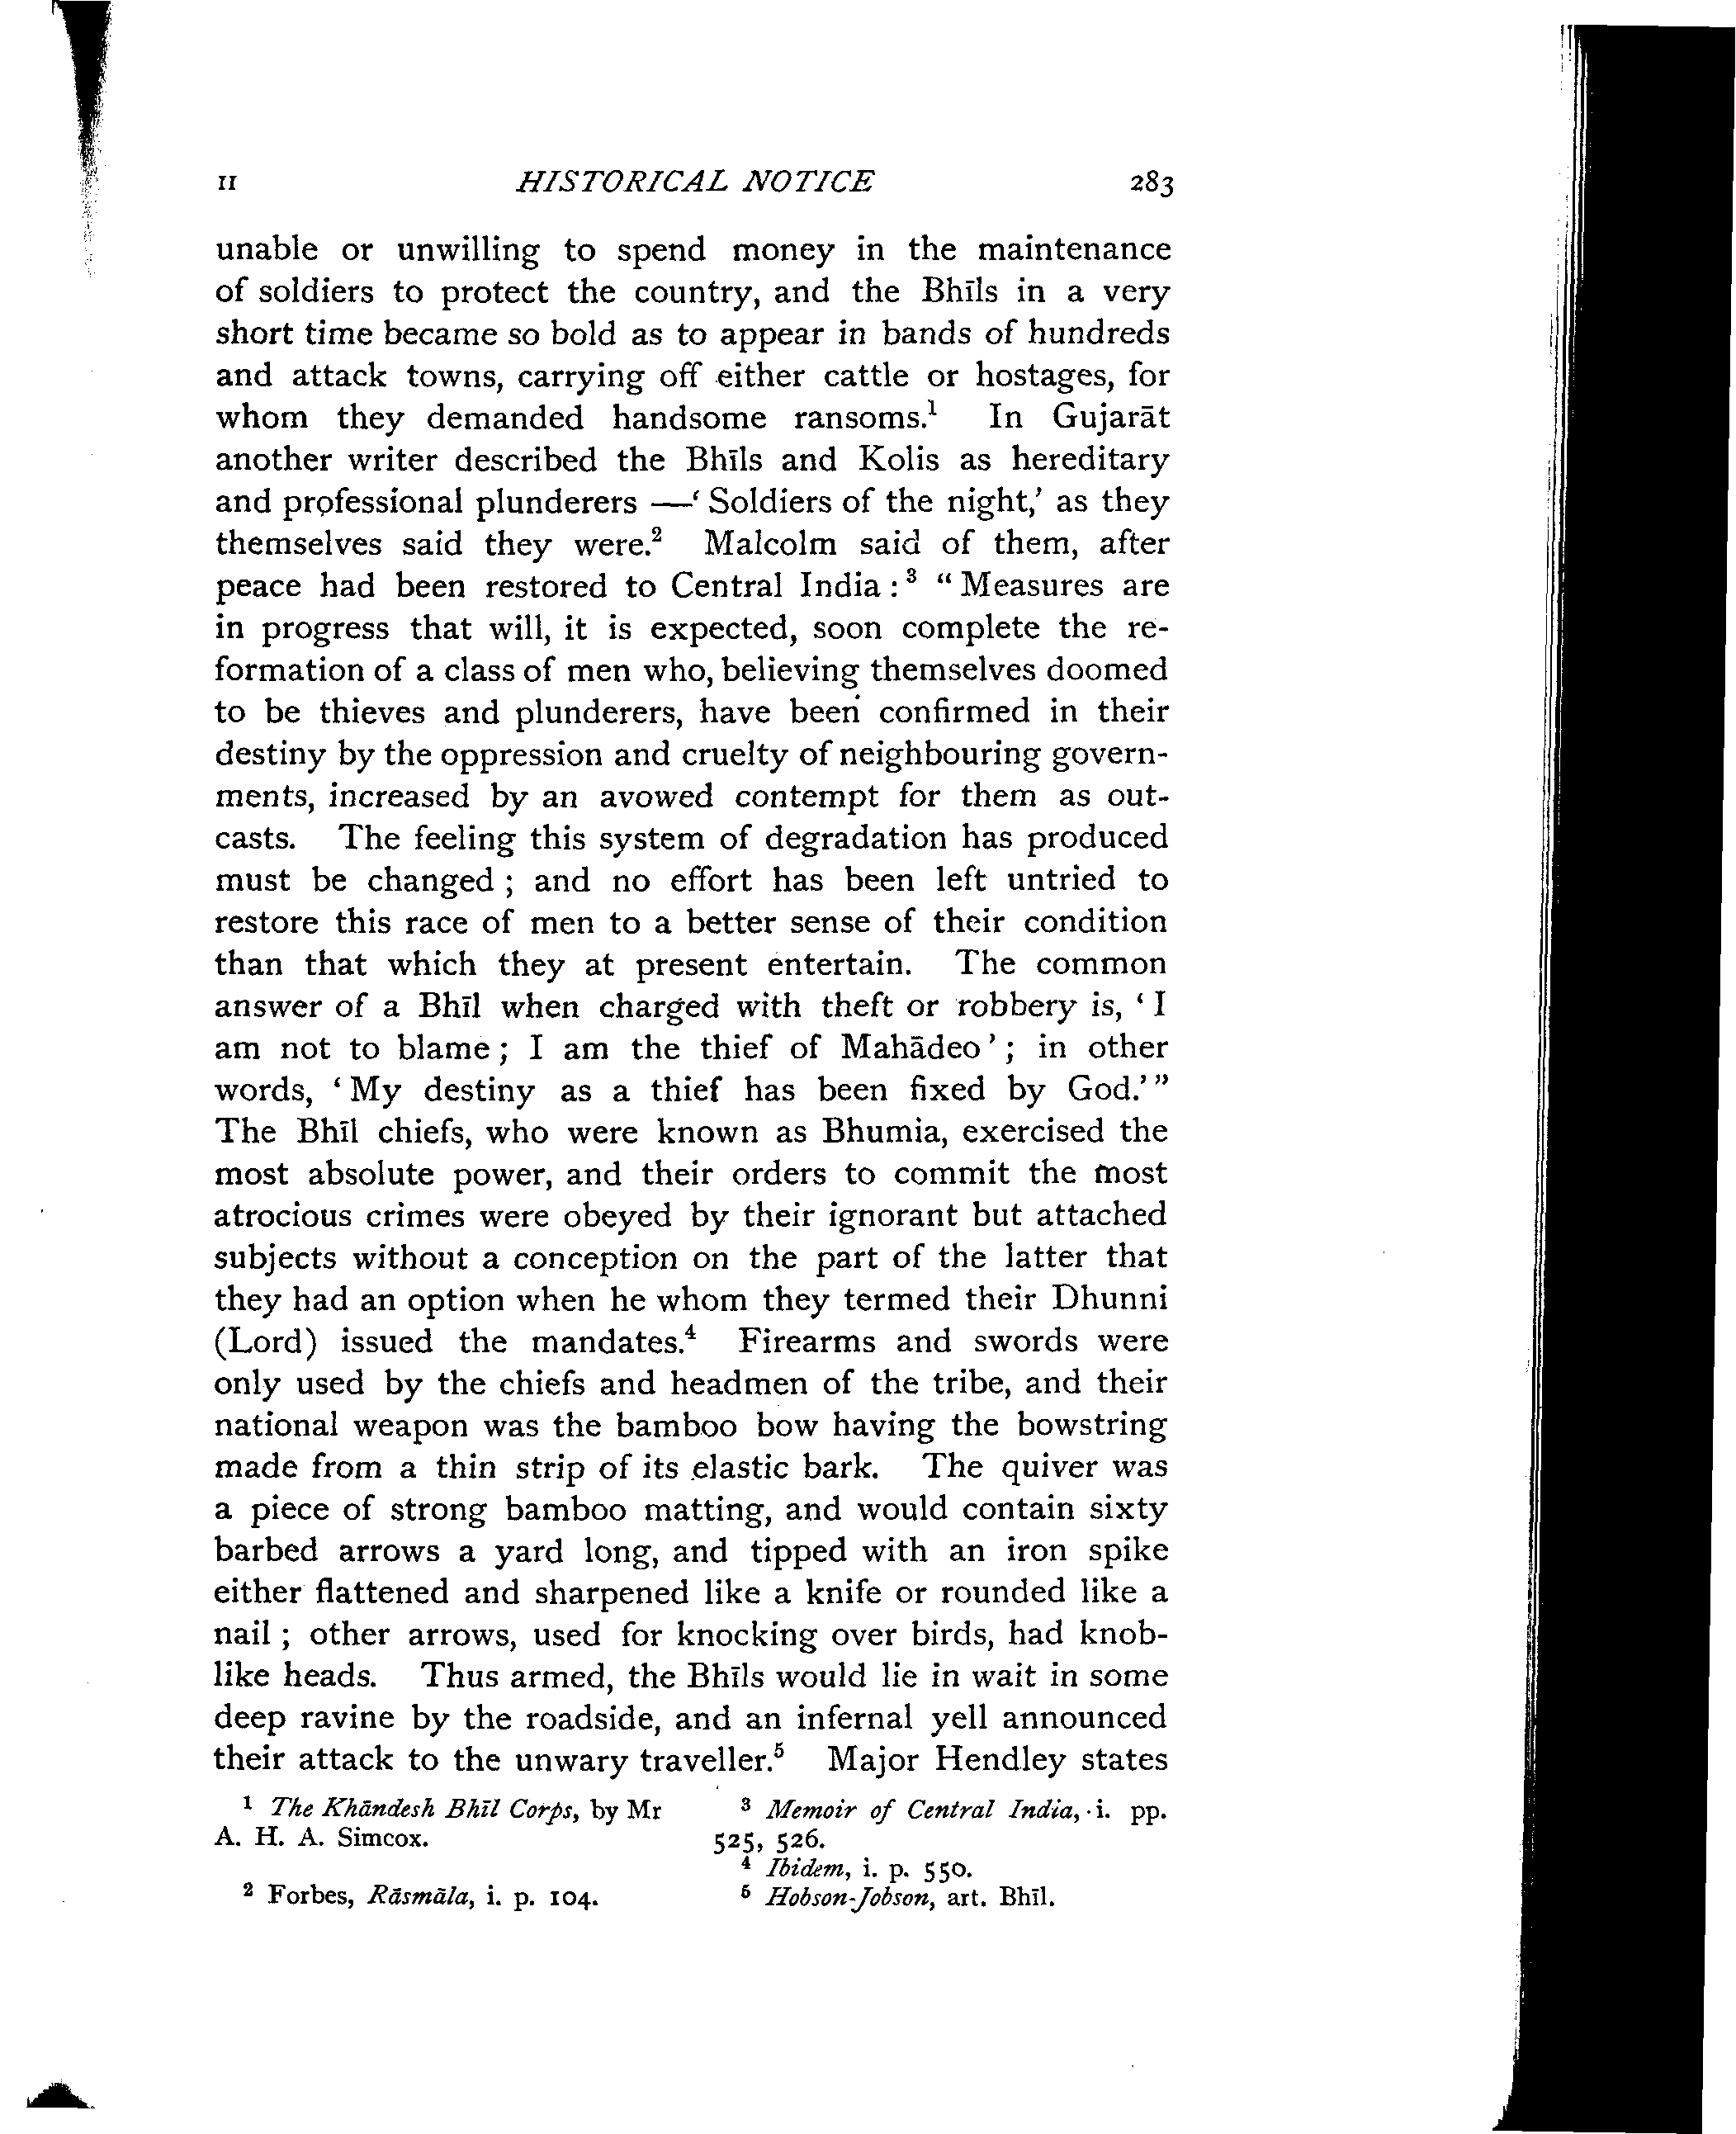 II HISTORICAL NOTICE 283
unable or unwilling to spend money in the maintenance
of soldiers to protect the country, and the Bhīls in a very
short time became so bold as to appear in bands of hundreds
and attack towns, carrying off either cattle or hostages, for
whom they demanded handsome ransoms.¹ In Gujarāt
another writer described the Bhīls and Kolis as hereditary
and professional plunderers —‘ Soldiers of the night,’ as they
themselves said they were.² Malcolm said of them, after
peace had been restored to Central India : ³ “ Measures are
in progress that will, it is expected, soon complete the re-
formation of a class of men who, believing themselves doomed
to be thieves and plunderers, have been confirmed in their
destiny by the oppression and cruelty of neighbouring govern-
ments, increased by an avowed contempt for them as out-
casts. The feeling this system of degradation has produced
must be changed ; and no effort has been left untried to
restore this race of men to a better sense of their condition
than that which they at present entertain. The common
answer of a Bhīl when charged with theft or robbery is, ‘ I
am not to blame ; I am the thief of Mahādeo ’ ; in other
words, ‘ My destiny as a thief has been fixed by God.’ ”
The Bhīl chiefs, who were known as Bhumia, exercised the
most absolute power, and their orders to commit the most
atrocious crimes were obeyed by their ignorant but attached
subjects without a conception on the part of the latter that
they had an option when he whom they termed their Dhunni
(Lord) issued the mandates.⁴ Firearms and swords were
only used by the chiefs and headmen of the tribe, and their
national weapon was the bamboo bow having the bowstring
made from a thin strip of its elastic bark. The quiver was
a piece of strong bamboo matting, and would contain sixty
barbed arrows a yard long, and tipped with an iron spike
either flattened and sharpened like a knife or rounded like a
nail ; other arrows, used for knocking over birds, had knob-
like heads. Thus armed, the Bhīls would lie in wait in some
deep ravine by the roadside, and an infernal yell announced
their attack to the unwary traveller.⁵ Major Hendley states
¹ The Khāndesh Bhīl Corps, by Mr
A. H. A. Simcox.
² Forbes, Rāsmāla, i. p. 104.
³ Memoir of Central India, i. pp.
525, 526.
⁴ Ibidem, i. p. 550.
⁵ Hobson-Jobson, art. Bhīl.